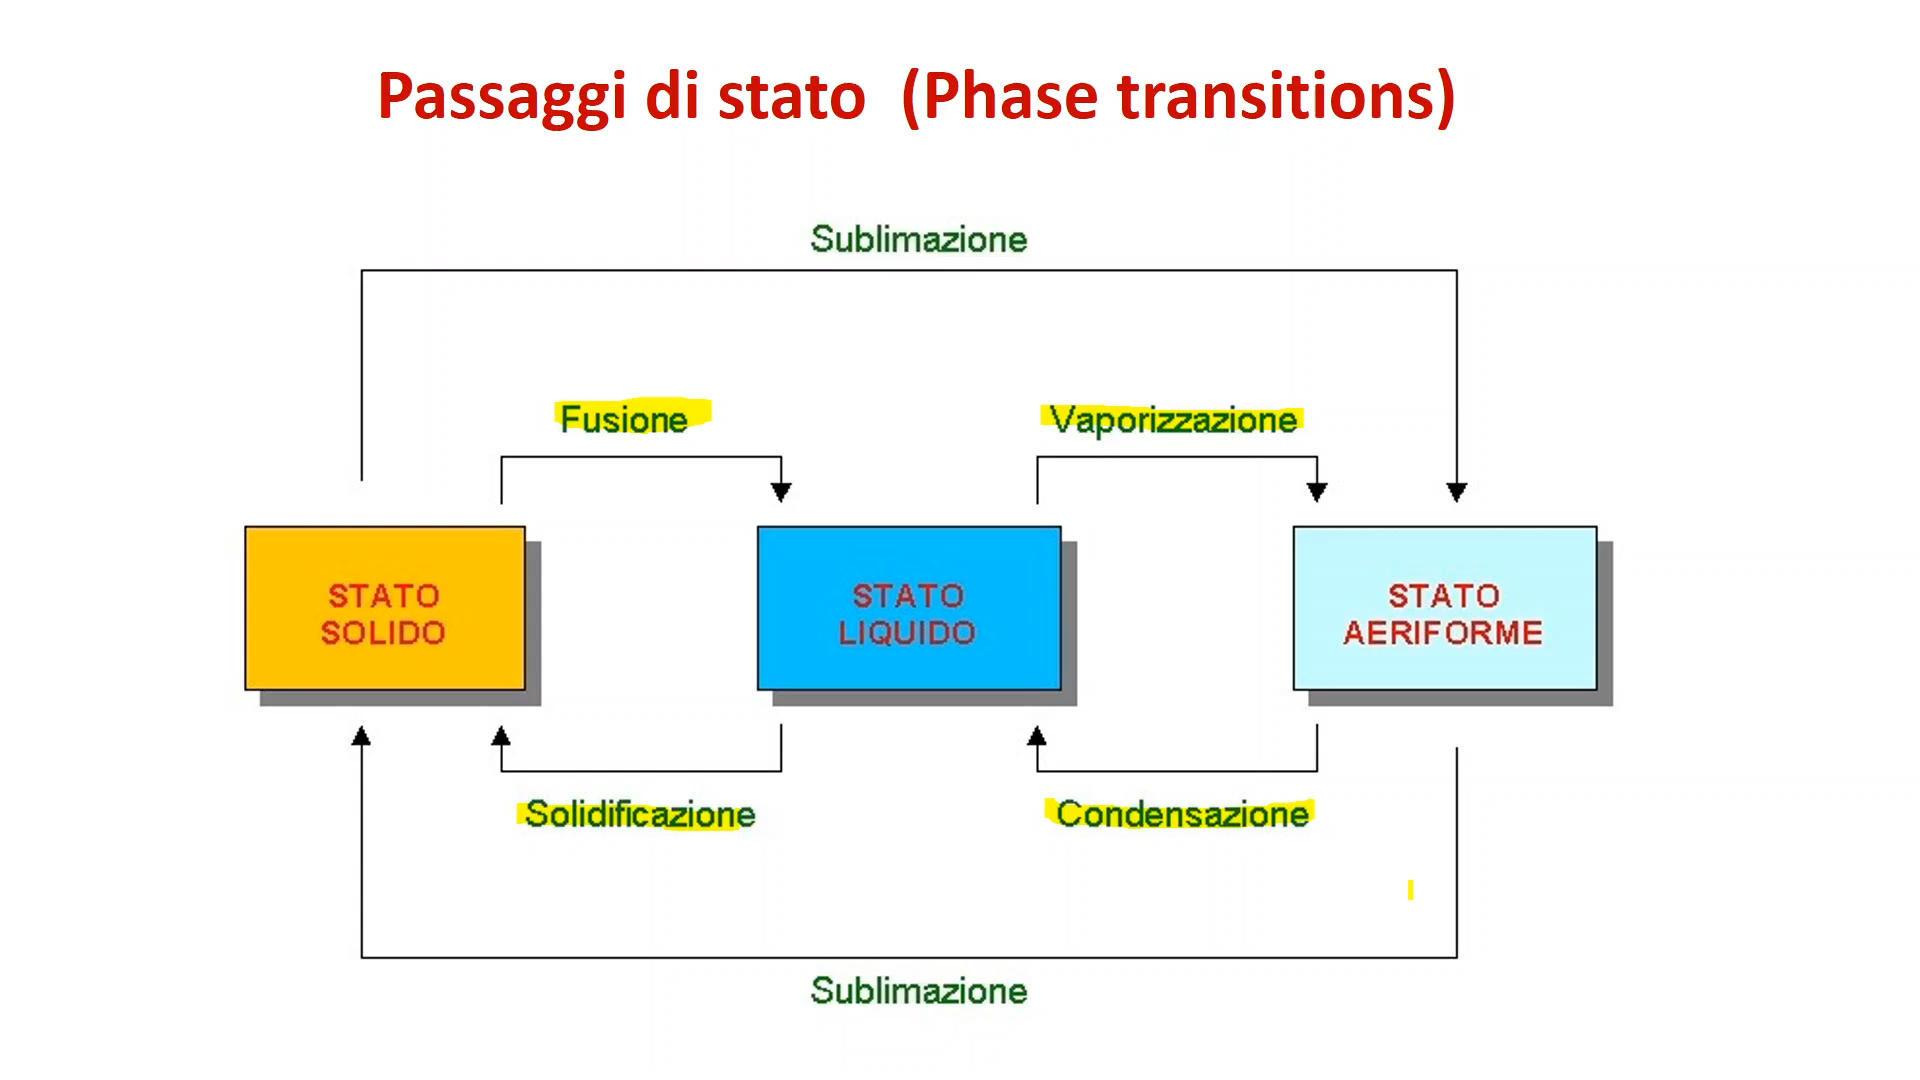 Passaggi di stato (Phase transitions)
Sublimazione
Fusione
Vaporizzazione
STATO
SOLIDO
STATO
LIQUIDO
STATO
AERIFORME
Solidificazione
Condensazione
Sublimazione